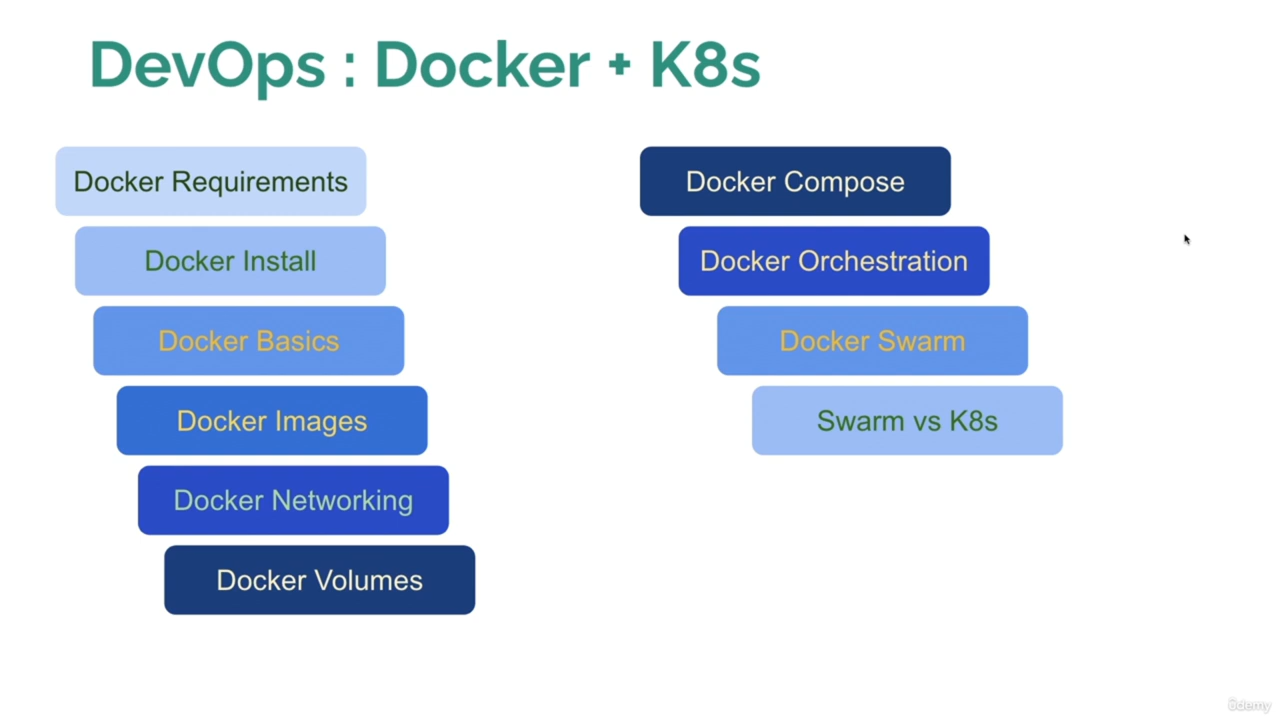 DevOps : Docker + K8s
Docker Requirements
Docker Install
Docker Basics
Docker Images
Docker Networking
Docker Volumes
Docker Compose
Docker Orchestration
Docker Swarm
Swarm vs K8s
ûdemy